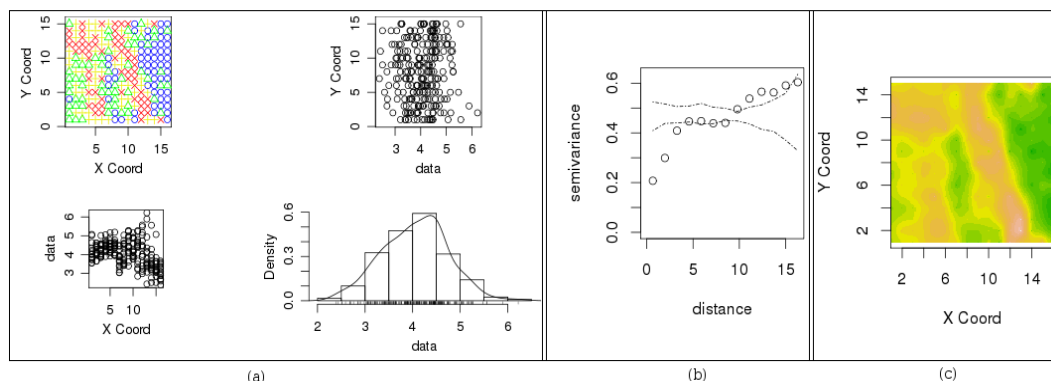 15
10
5
0
Y Coord
5 10 15
X Coord
15
10
5
0
Y Coord
3 4 5 6
data
6
5
4
3
data
5 10
X Coord
0.6
0.3
0.0
Density
2 3 4 5 6
data
(a)
0.6
0.4
0.2
0.0
semivariance
0 5 10 15
distance
(b)
14
10
6
2
Y Coord
2 6 10 14
X Coord
(c)